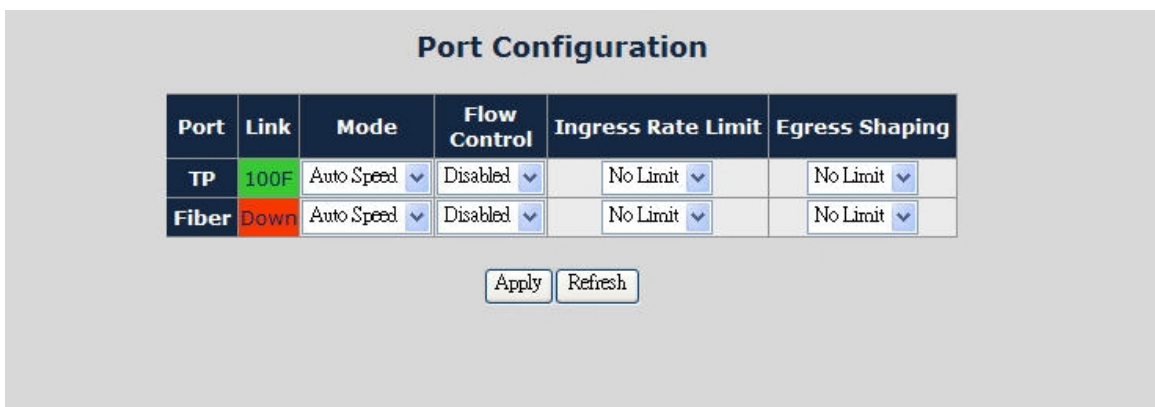 Port Configuration
Port Link Mode Flow Control Ingress Rate Limit Egress Shaping
TP 100F Auto Speed Disabled No Limit No Limit
Fiber Down Auto Speed Disabled No Limit No Limit
Apply Refresh